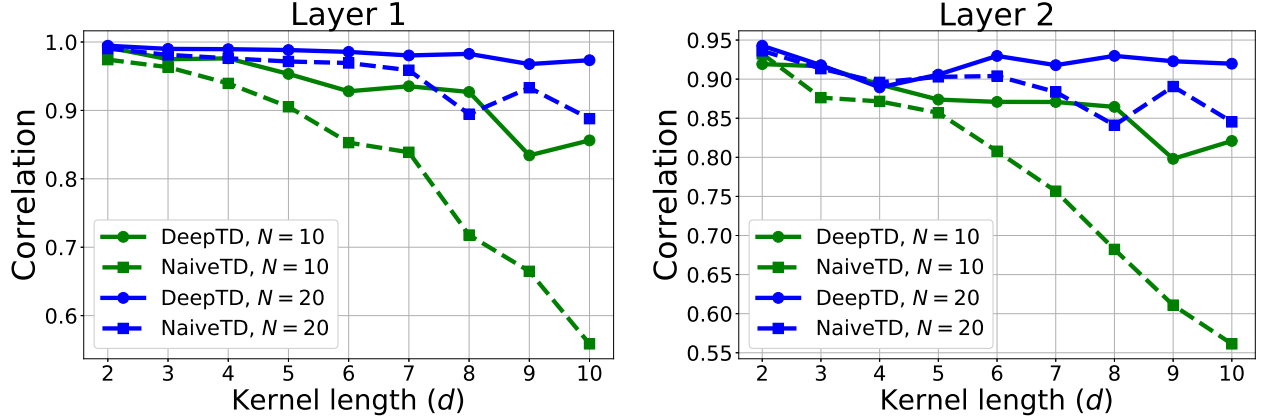 Layer 1
Correlation
1.0
0.9
0.8
0.7
0.6
DeepTD, N = 10
NaiveTD, N = 10
DeepTD, N = 20
NaiveTD, N = 20
2 3 4 5 6 7 8 9 10
Kernel length (d)
Layer 2
Correlation
0.95
0.90
0.85
0.80
0.75
0.70
0.65
0.60
0.55
DeepTD, N = 10
NaiveTD, N = 10
DeepTD, N = 20
NaiveTD, N = 20
2 3 4 5 6 7 8 9 10
Kernel length (d)